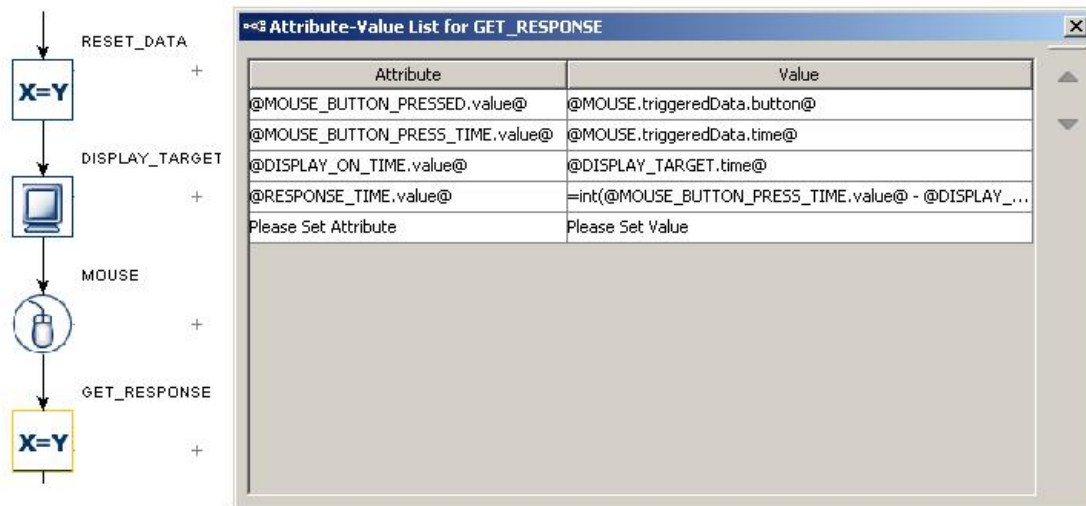 RESET_DATA
X=Y
DISPLAY_TARGET
MOUSE
GET_RESPONSE
X=Y
Attribute-Value List for GET_RESPONSE
Attribute Value
@MOUSE_BUTTON_PRESSED.value@ @MOUSE.triggeredData.button@
@MOUSE_BUTTON_PRESS_TIME.value@ @MOUSE.triggeredData.time@
@DISPLAY_ON_TIME.value@ @DISPLAY_TARGET.time@
@RESPONSE_TIME.value@ =int(@MOUSE_BUTTON_PRESS_TIME.value@ - @DISPLAY_...
Please Set Attribute Please Set Value